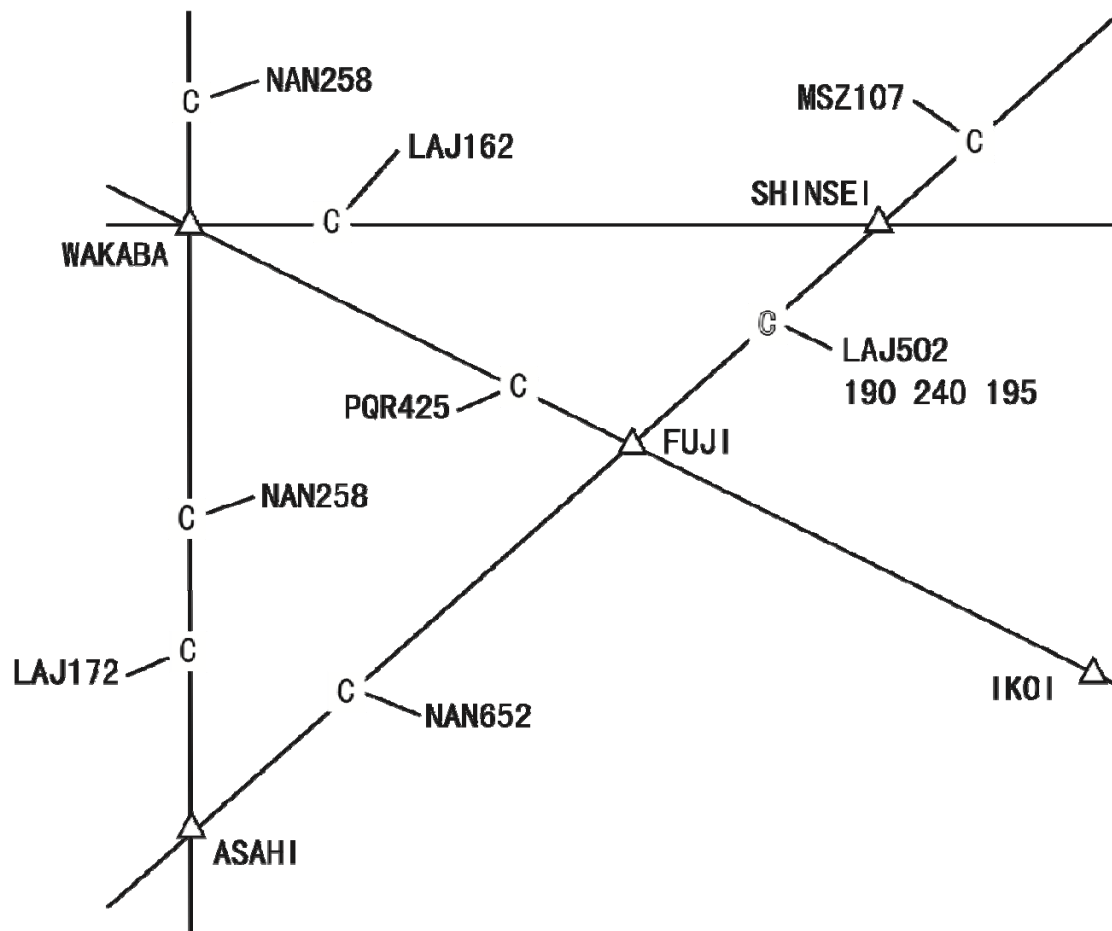 NAN258
C
MSZ107
C
LAJ162
C
SHINSEI
WAKABA
C
LAJ502
190 240 195
C
PQR425
FUJI
NAN258
C
C
LAJ172
IKOI
C
NAN652
ASAHI